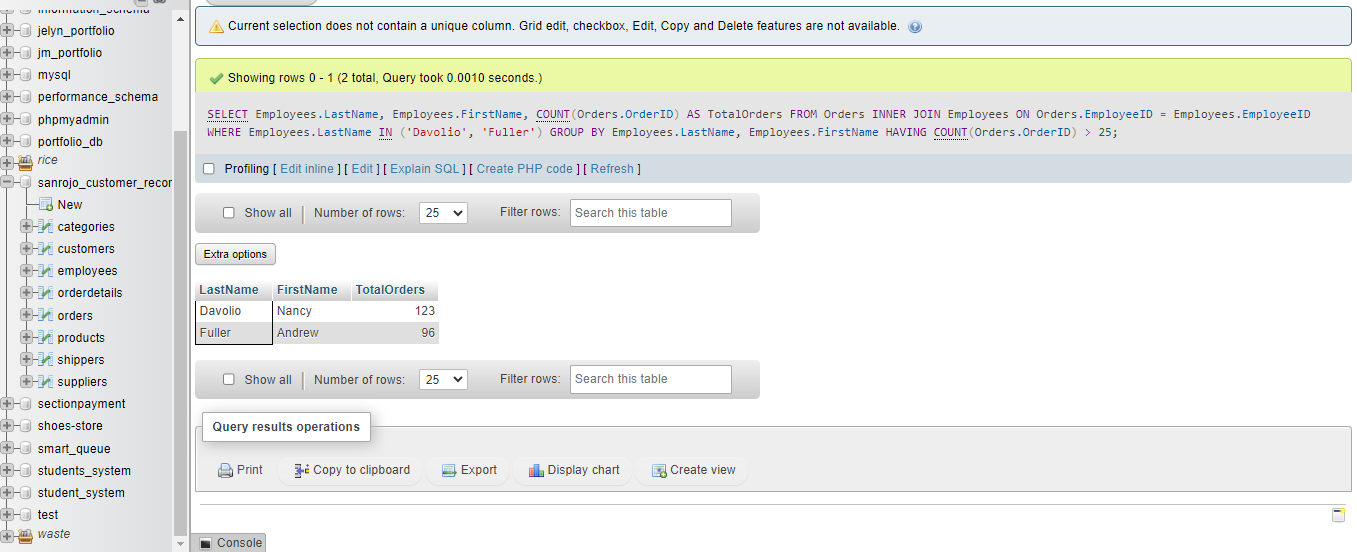 information_schema
jelyn_portfolio
jm_portfolio
mysql
performance_schema
phpmyadmin
portfolio_db
rice
sanrojo_customer_recor
New
categories
customers
employees
orderdetails
orders
products
shippers
suppliers
sectionpayment
shoes-store
smart_queue
students_system
student_system
test
waste
Current selection does not contain a unique column. Grid edit, checkbox, Edit, Copy and Delete features are not available.
Showing rows 0 - 1 (2 total, Query took 0.0010 seconds.)
SELECT Employees.LastName, Employees.FirstName, COUNT(Orders.OrderID) AS TotalOrders FROM Orders INNER JOIN Employees ON Orders.EmployeeID = Employees.EmployeeID
WHERE Employees.LastName IN ('Davolio', 'Fuller') GROUP BY Employees.LastName, Employees.FirstName HAVING COUNT(Orders.OrderID) > 25;
Profiling [ Edit inline ] [ Edit ] [ Explain SQL ] [ Create PHP code ] [ Refresh ]
Show all Number of rows: 25 Filter rows: Search this table
Extra options
LastName FirstName TotalOrders
Davolio Nancy 123
Fuller Andrew 96
Show all Number of rows: 25 Filter rows: Search this table
Query results operations
Print Copy to clipboard Export Display chart Create view
Console